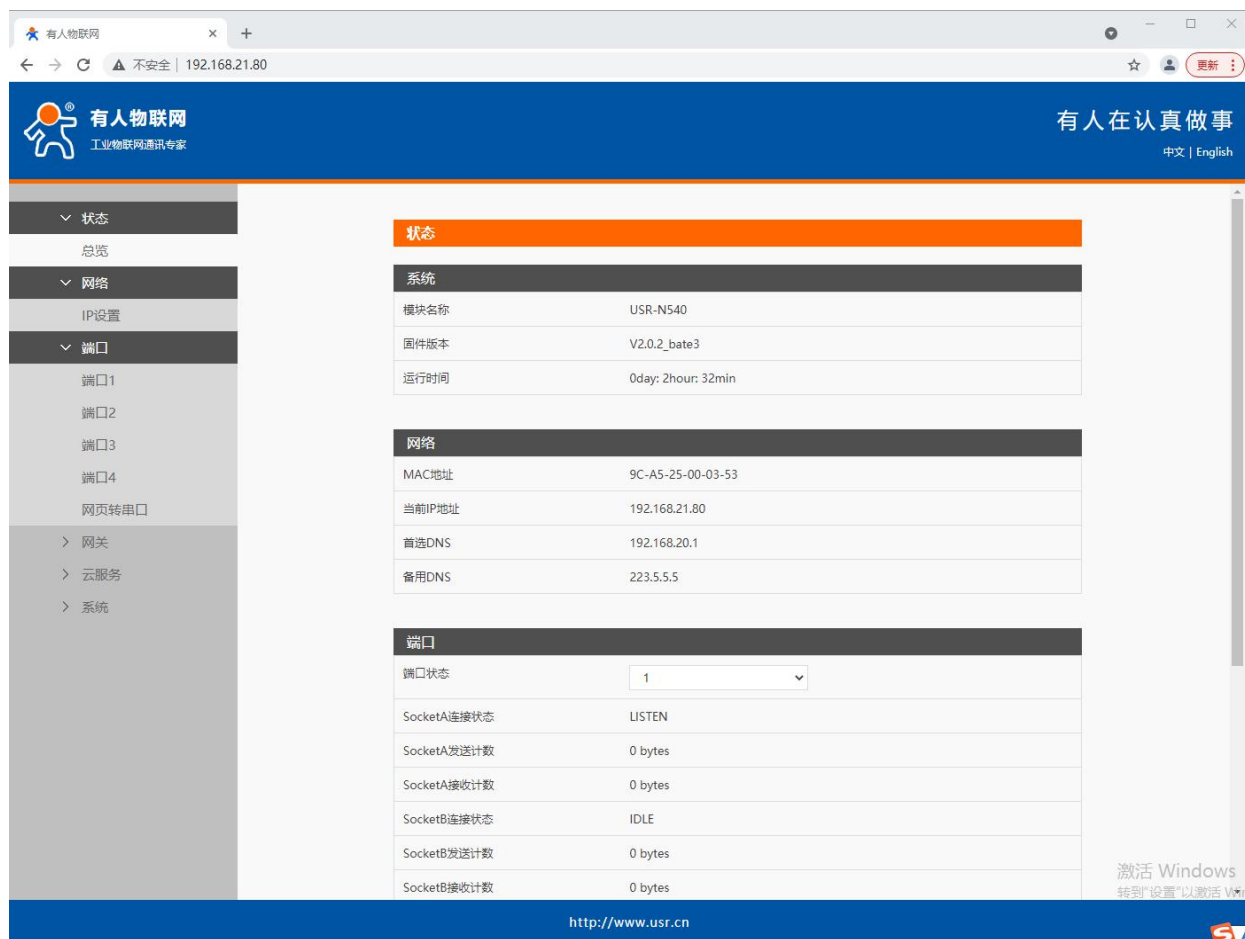 有人物联网
不安全 192.168.21.80
更新
有人物联网
工业物联网通讯专家
有人在认真做事
中文 | English
状态
总览
网络
IP设置
端口
端口1
端口2
端口3
端口4
网页转串口
网关
云服务
系统
状态
系统
模块名称 USR-N540
固件版本 V2.0.2_bate3
运行时间 0day: 2hour: 32min
网络
MAC地址 9C-A5-25-00-03-53
当前IP地址 192.168.21.80
首选DNS 192.168.20.1
备用DNS 223.5.5.5
端口
端口状态 1
SocketA连接状态 LISTEN
SocketA发送计数 0 bytes
SocketA接收计数 0 bytes
SocketB连接状态 IDLE
SocketB发送计数 0 bytes
SocketB接收计数 0 bytes
激活 Windows
转到"设置"以激活
http://www.usr.cn